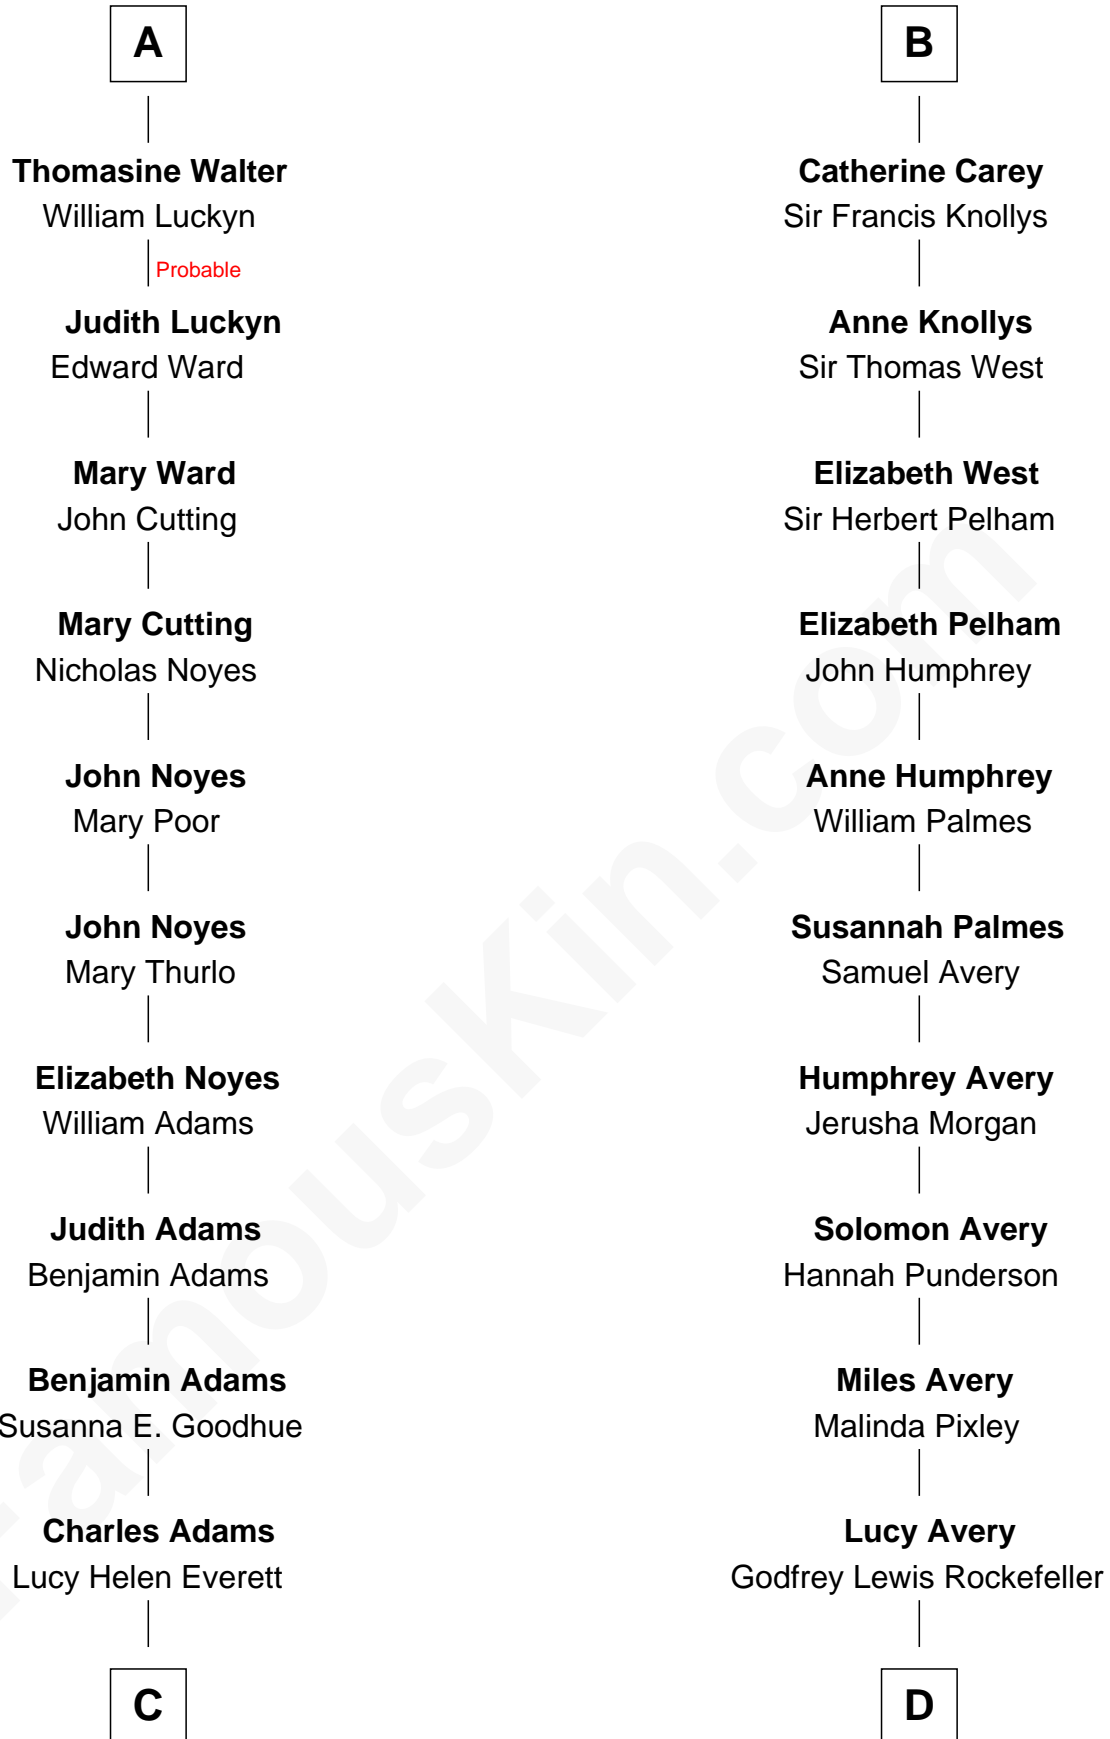 A
Thomasine Walter
William Luckyn
Probable
Judith Luckyn
Edward Ward
Mary Ward
John Cutting
Mary Cutting
Nicholas Noyes
John Noyes
Mary Poor
John Noyes
Mary Thurlo
Elizabeth Noyes
William Adams
Judith Adams
Benjamin Adams
Benjamin Adams
Susanna E. Goodhue
Charles Adams
Lucy Helen Everett
C
B
Catherine Carey
Sir Francis Knollys
Anne Knollys
Sir Thomas West
Elizabeth West
Sir Herbert Pelham
Elizabeth Pelham
John Humphrey
Anne Humphrey
William Palmes
Susannah Palmes
Samuel Avery
Humphrey Avery
Jerusha Morgan
Solomon Avery
Hannah Punderson
Miles Avery
Malinda Pixley
Lucy Avery
Godfrey Lewis Rockefeller
D
FamousKin.com